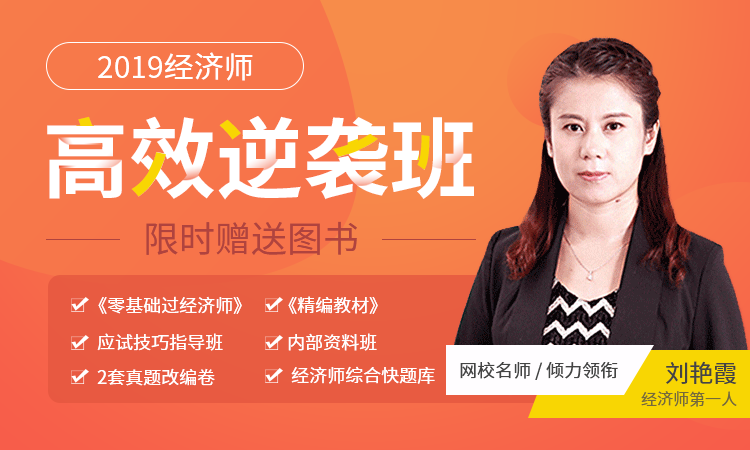 2019经济师
高效逆袭班
限时赠送图书
《零基础过经济师》
《精编教材》
应试技巧指导班
内部资料班
2套真题改编卷
经济师综合快题库
网校名师 / 倾力领衔
刘艳霞
经济师第一人